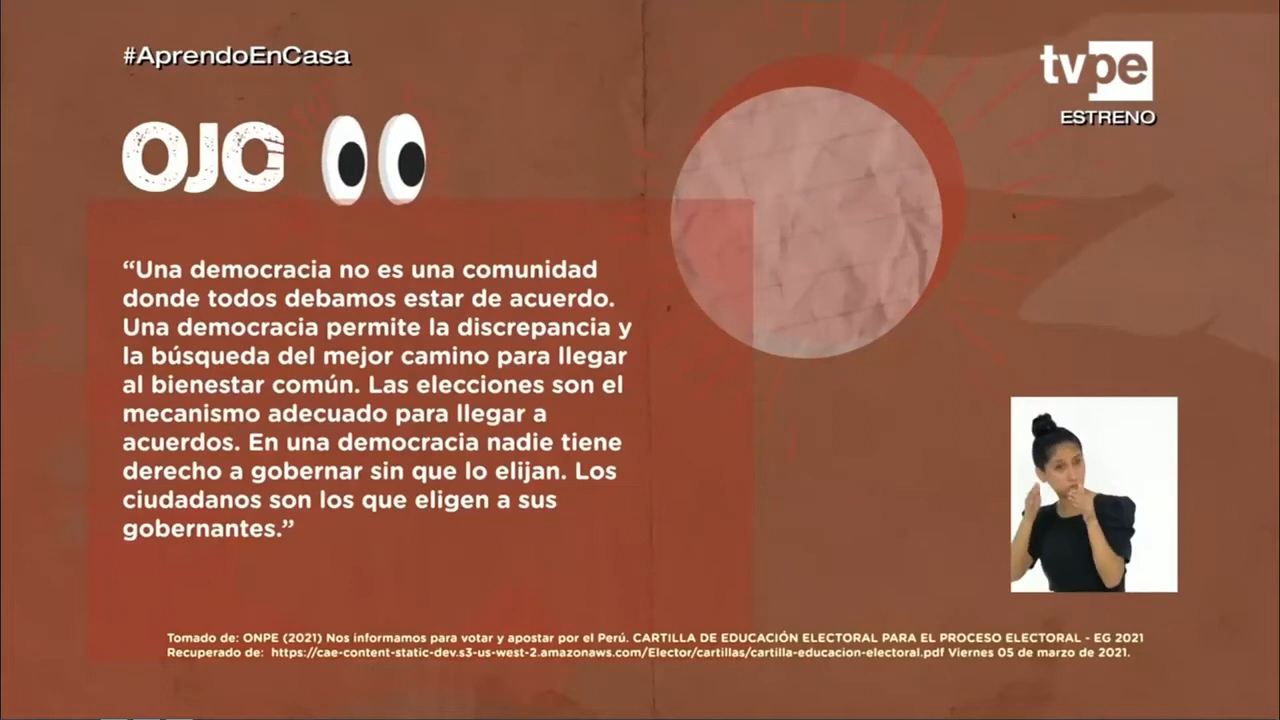 #AprendoEnCasa
tvpe
ESTRENO
OJO
“Una democracia no es una comunidad
donde todos debamos estar de acuerdo.
Una democracia permite la discrepancia y
la búsqueda del mejor camino para llegar
al bienestar común. Las elecciones son el
mecanismo adecuado para llegar a
acuerdos. En una democracia nadie tiene
derecho a gobernar sin que lo elijan. Los
ciudadanos son los que eligen a sus
gobernantes.”
Tomado de: ONPE (2021) Nos informamos para votar y apostar por el Perú. CARTILLA DE EDUCACIÓN ELECTORAL PARA EL PROCESO ELECTORAL - EG 2021
Recuperado de: https://cae-content-static-dev.s3-us-west-2.amazonaws.com/Elector/cartillas/cartilla-educacion-electoral.pdf Viernes 05 de marzo de 2021.